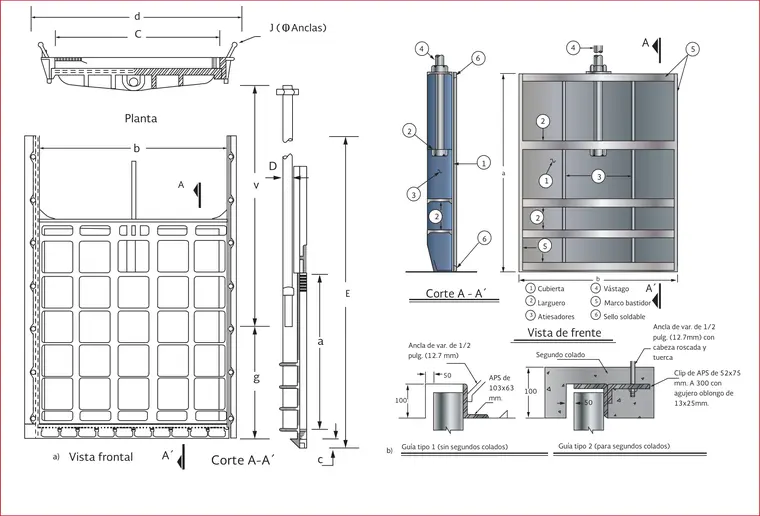 d
C
J ( Φ Anclas)
Planta
b
A
D
v
E
a
g
c
a) Vista frontal
A´
Corte A-A´
4
6
2
1
3
2
6
Corte A - A´
4
A
5
2
1
3
2
5
a
b
1 Cubierta
2 Larguero
3 Atiesadores
4 Vástago
5 Marco bastidor
6 Sello soldable
A´
Vista de frente
Ancla de var. de 1/2
pulg. (12.7 mm)
50
100
APS de
103x63
mm.
b)
Guía tipo 1 (sin segundos colados)
Segundo colado
Ancla de var. de 1/2
pulg. (12.7mm) con
cabeza roscada y
tuerca
Clip de APS de 52x75
mm. A 300 con
agujero oblongo de
13x25mm.
100
50
Guía tipo 2 (para segundos colados)